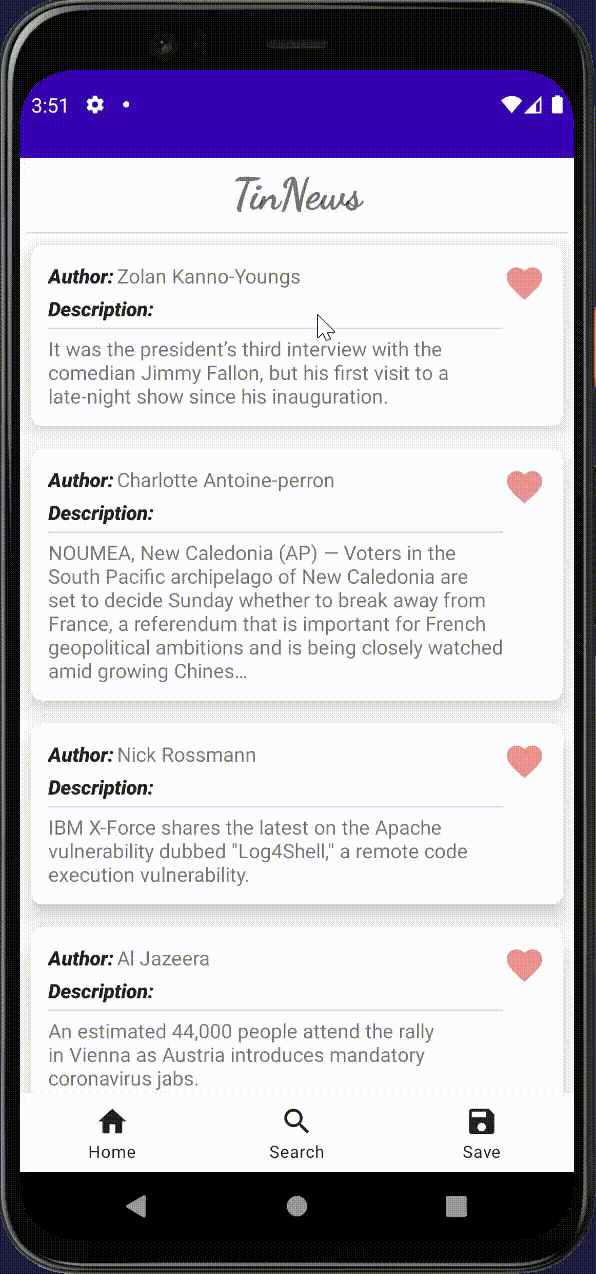 3:51
TinNews
Author: Zolan Kanno-Youngs
Description:
It was the president’s third interview with the
comedian Jimmy Fallon, but his first visit to a
late-night show since his inauguration.
Author: Charlotte Antoine-perron
Description:
NOUMEA, New Caledonia (AP) — Voters in the
South Pacific archipelago of New Caledonia are
set to decide Sunday whether to break away from
France, a referendum that is important for French
geopolitical ambitions and is being closely watched
amid growing Chines…
Author: Nick Rossmann
Description:
IBM X-Force shares the latest on the Apache
vulnerability dubbed "Log4Shell," a remote code
execution vulnerability.
Author: Al Jazeera
Description:
An estimated 44,000 people attend the rally
in Vienna as Austria introduces mandatory
coronavirus jabs.
Home Search Save